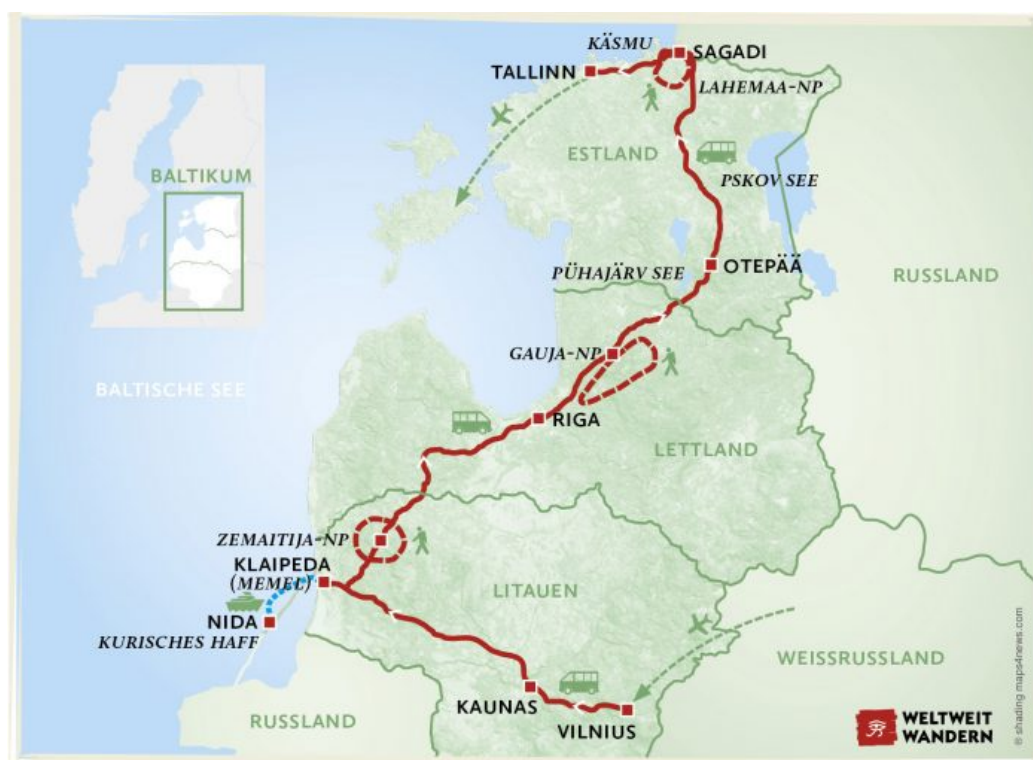 KÄSMU
SAGADI
TALLINN
LAHEMAA-NP
ESTLAND
BALTIKUM
PSKOV SEE
PÜHAJÄRV SEE
OTEPÄÄ
RUSSLAND
GAUJA-NP
BALTISCHE SEE
RIGA
LETTLAND
ZEMAITIJA-NP
KLAIPEDA
(MEMEL)
LITAUEN
NIDA
KURISCHES HAFF
WEISSRUSSLAND
KAUNAS
RUSSLAND
VILNIUS
WELTWEIT
WANDERN
© shading maps4news.com